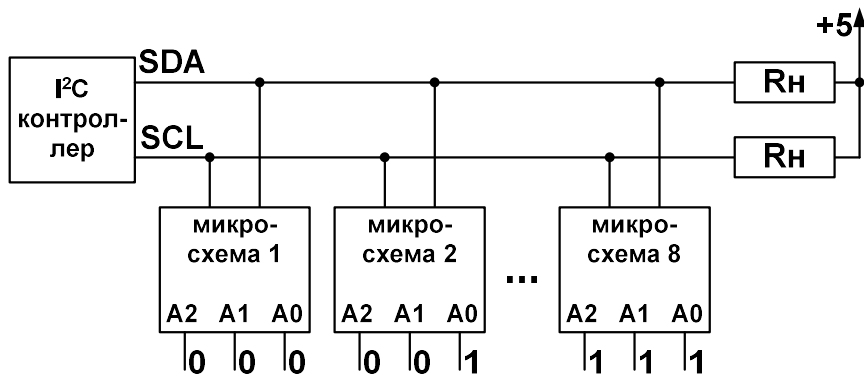 +5
SDA
Rн
I²C
контрол-
лер
SCL
Rн
микро-
схема 1
микро-
схема 2
...
микро-
схема 8
A2 A1 A0
A2 A1 A0
A2 A1 A0
0 0 0
0 0 1
1 1 1